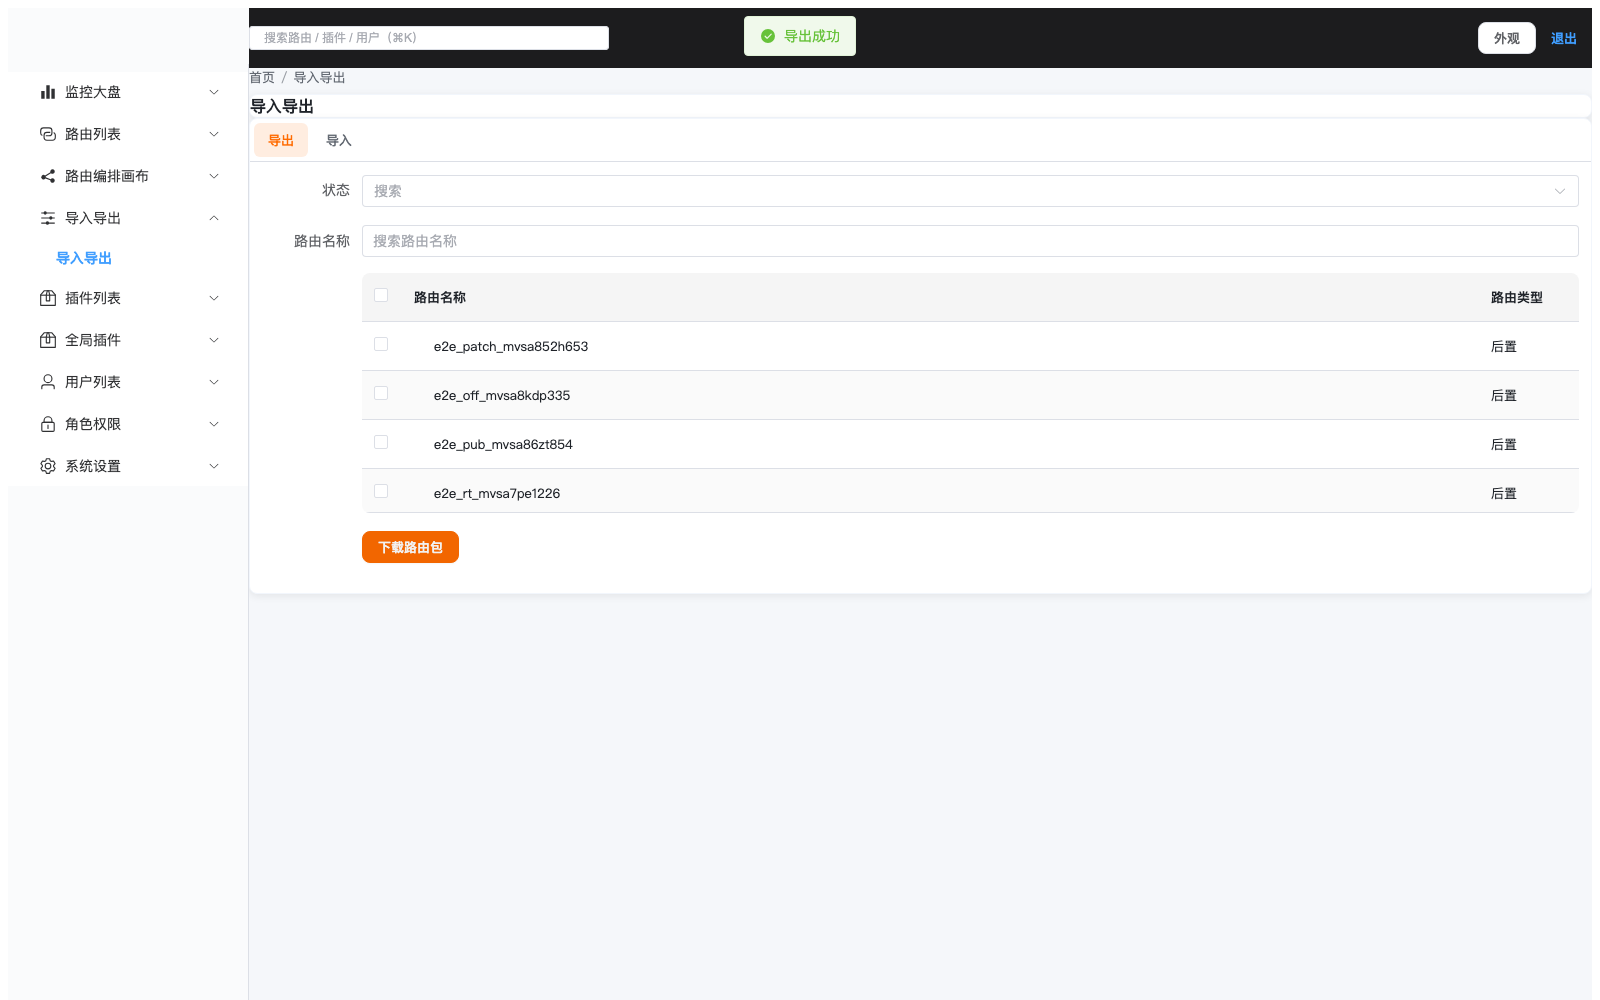 搜索路由 / 插件 / 用户（⌘K）
导出成功
外观
退出
监控大盘
路由列表
路由编排画布
导入导出
导入导出
插件列表
全局插件
用户列表
角色权限
系统设置
首页 / 导入导出
导入导出
导出 导入
状态 搜索
路由名称 搜索路由名称
路由名称 路由类型
e2e_patch_mvsa852h653 后置
e2e_off_mvsa8kdp335 后置
e2e_pub_mvsa86zt854 后置
e2e_rt_mvsa7pe1226 后置
下载路由包